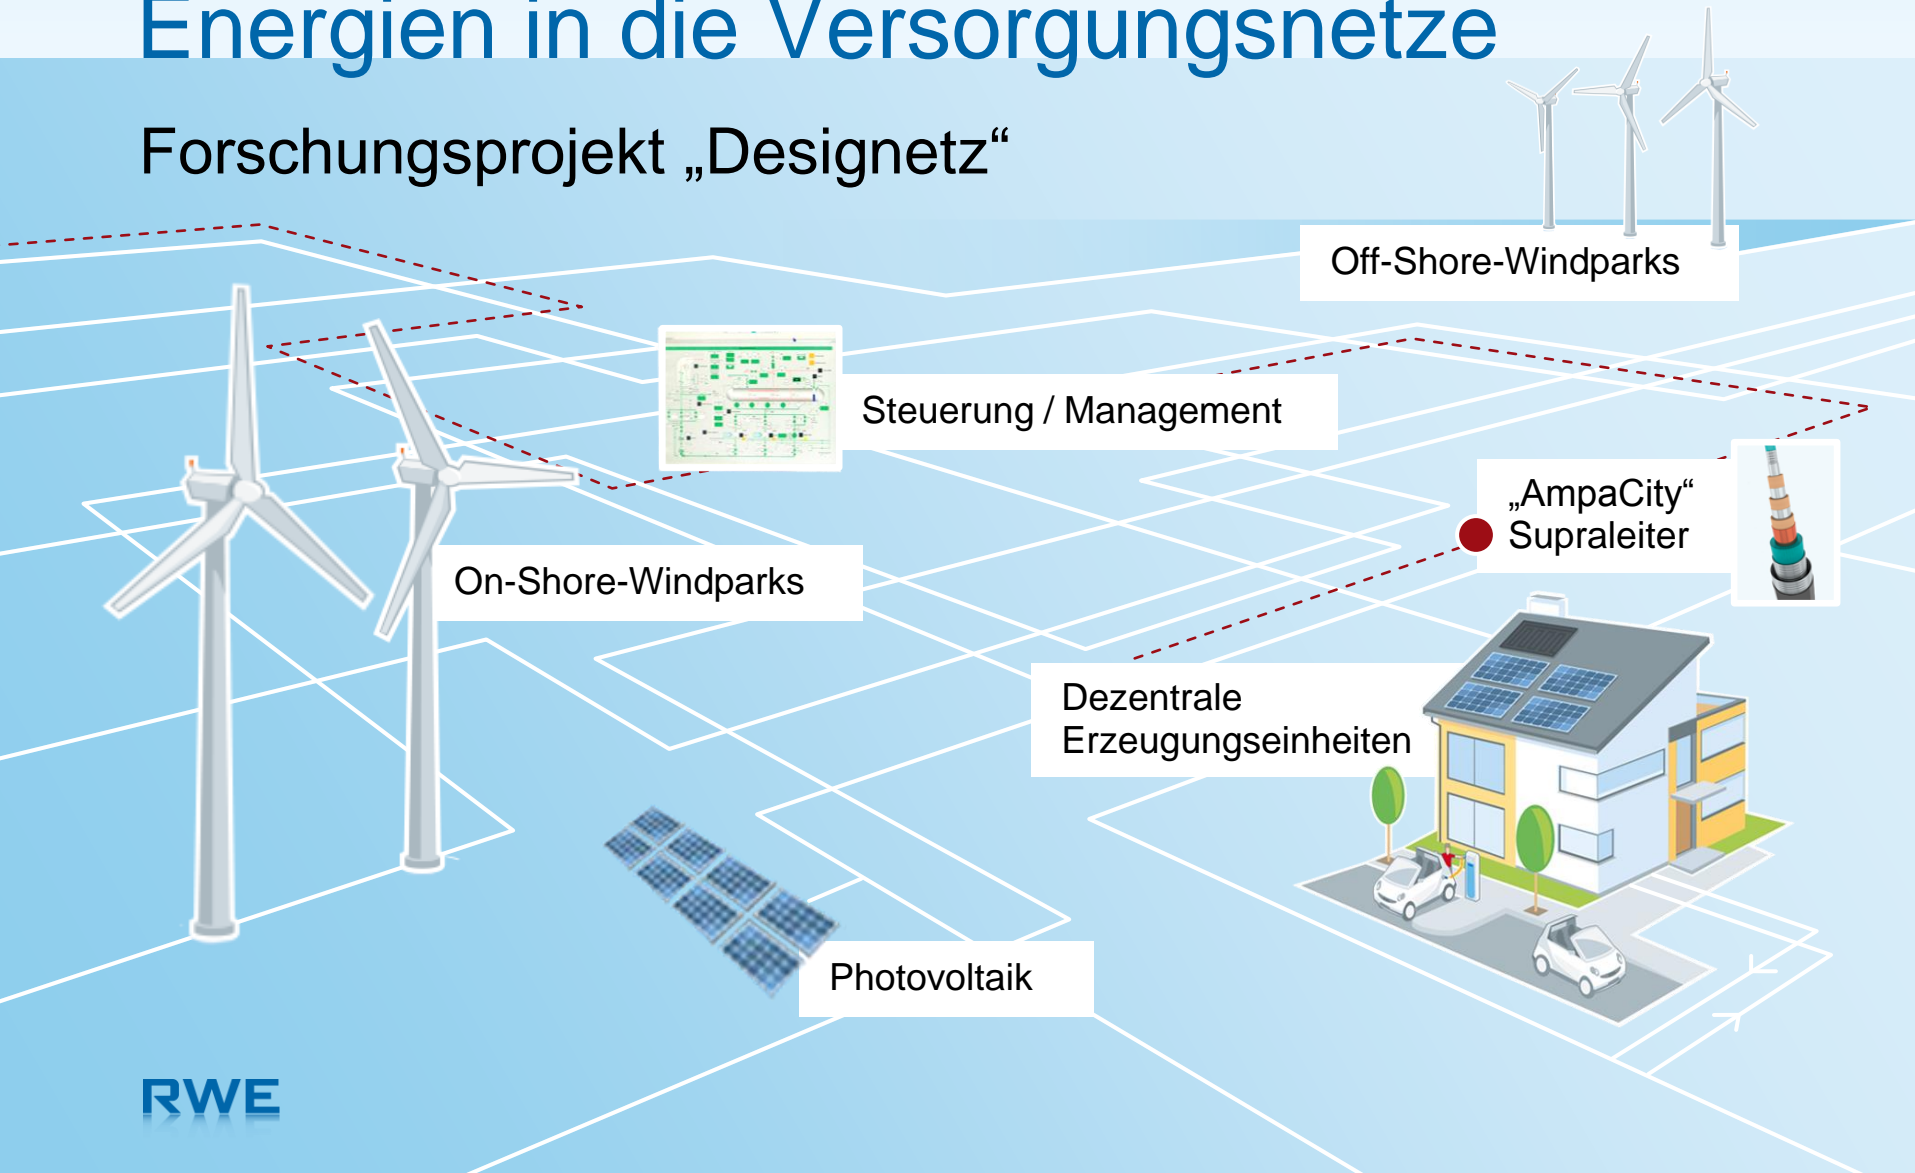 Energien in die Versorgungsnetze
Forschungsprojekt „Designetz“
Off-Shore-Windparks
Steuerung / Management
„AmpaCity“
Supraleiter
On-Shore-Windparks
Dezentrale
Erzeugungseinheiten
Photovoltaik
RWE